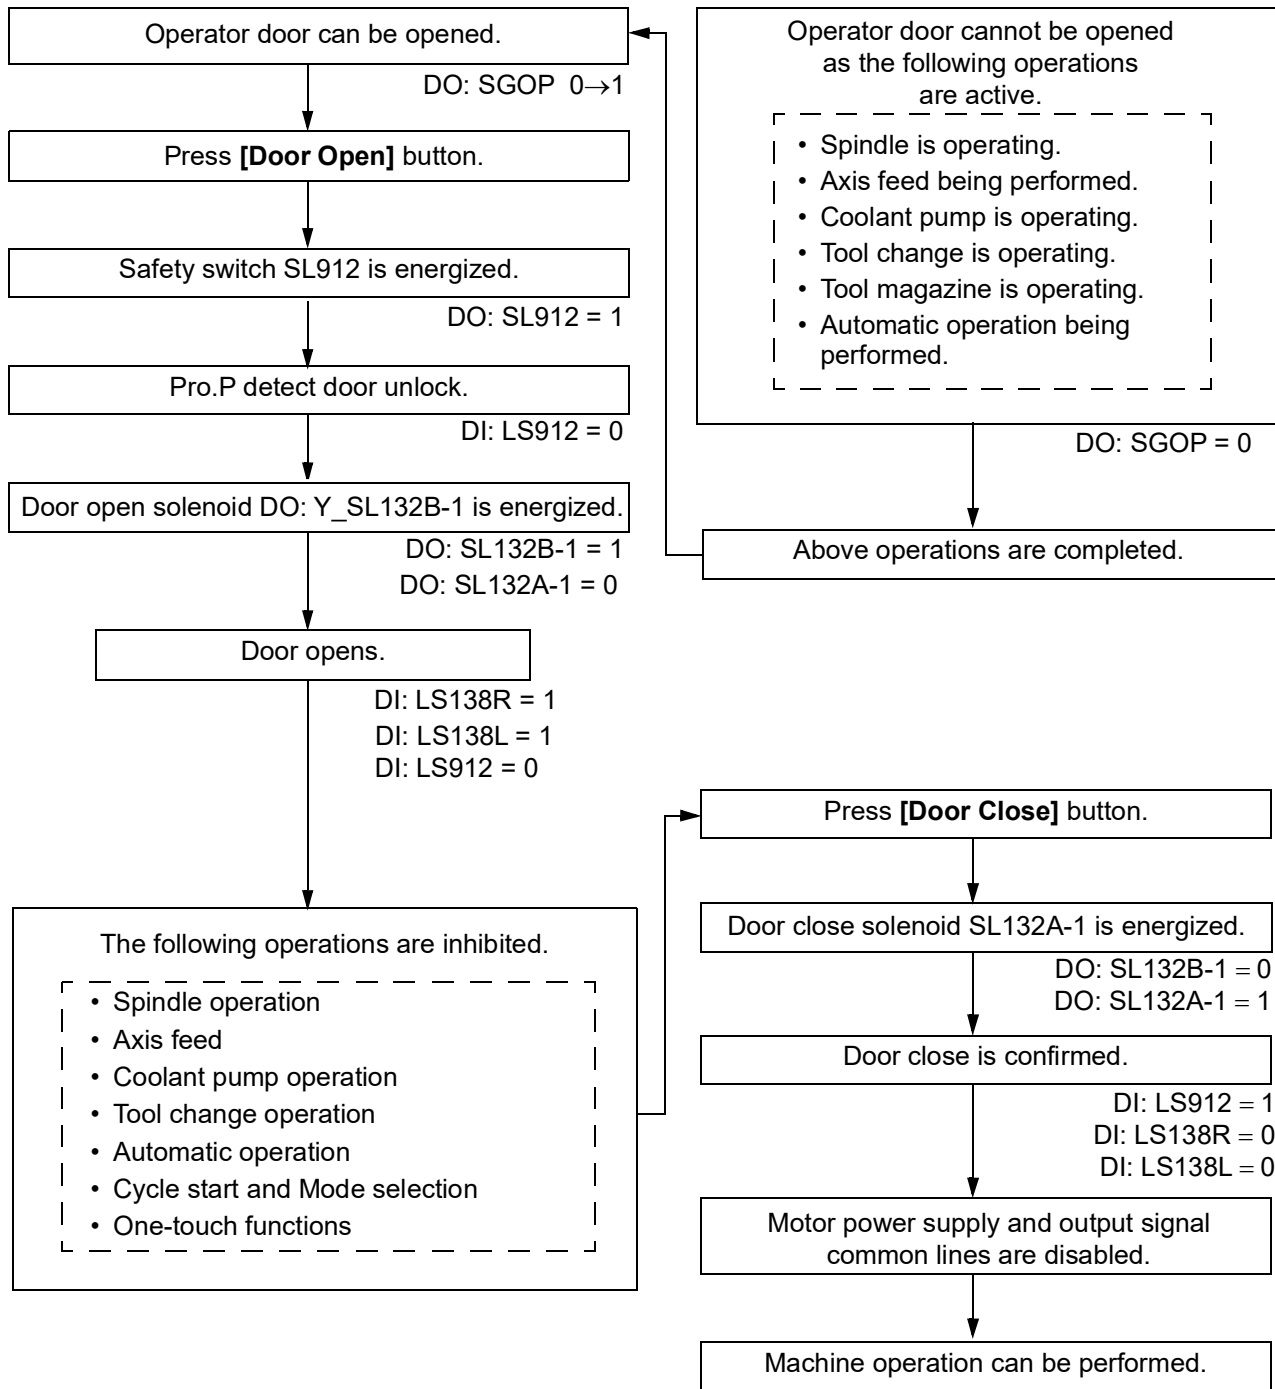 Operator door can be opened.
DO: SGOP 0→1
Press [Door Open] button.
Safety switch SL912 is energized.
DO: SL912 = 1
Pro.P detect door unlock.
DI: LS912 = 0
Door open solenoid DO: Y_SL132B-1 is energized.
DO: SL132B-1 = 1
DO: SL132A-1 = 0
Door opens.
DI: LS138R = 1
DI: LS138L = 1
DI: LS912 = 0
The following operations are inhibited.
• Spindle operation
• Axis feed
• Coolant pump operation
• Tool change operation
• Automatic operation
• Cycle start and Mode selection
• One-touch functions
Operator door cannot be opened
as the following operations
are active.
• Spindle is operating.
• Axis feed being performed.
• Coolant pump is operating.
• Tool change is operating.
• Tool magazine is operating.
• Automatic operation being
performed.
DO: SGOP = 0
Above operations are completed.
Press [Door Close] button.
Door close solenoid SL132A-1 is energized.
DO: SL132B-1 = 0
DO: SL132A-1 = 1
Door close is confirmed.
DI: LS912 = 1
DI: LS138R = 0
DI: LS138L = 0
Motor power supply and output signal
common lines are disabled.
Machine operation can be performed.